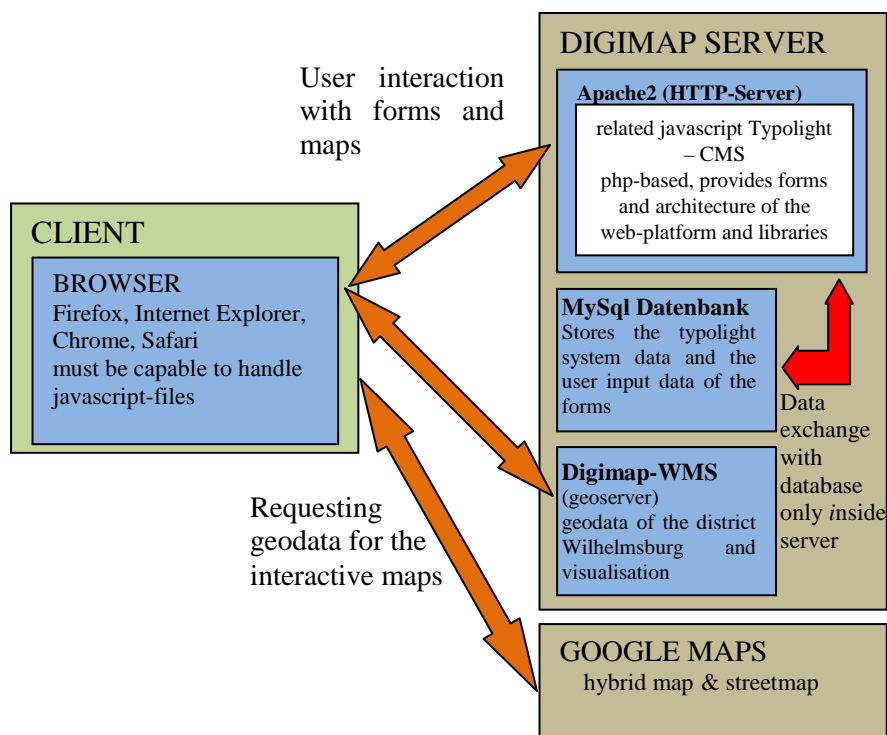 User interaction
with forms and
maps
CLIENT
BROWSER
Firefox, Internet Explorer,
Chrome, Safari
must be capable to handle
javascript-files
Requesting
geodata for the
interactive maps
DIGIMAP SERVER
Apache2 (HTTP-Server)
related javascript Typolight
– CMS
php-based, provides forms
and architecture of the
web-platform and libraries
MySql Datenbank
Stores the typolight
system data and the
user input data of the
forms
Data
exchange
with
database
only inside
server
Digimap-WMS
(geoserver)
geodata of the district
Wilhelmsburg and
visualisation
GOOGLE MAPS
hybrid map & streetmap